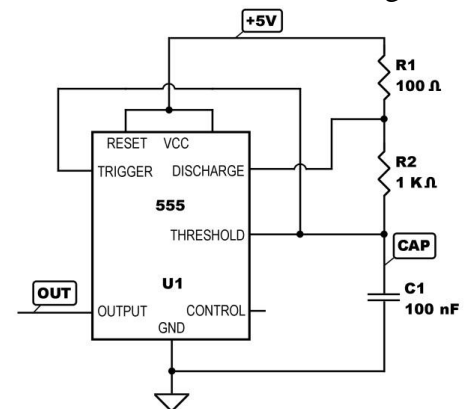 +5V
R1
100 Ω
RESET VCC
TRIGGER DISCHARGE
R2
1 KΩ
555
THRESHOLD
CAP
U1
C1
100 nF
OUT
OUTPUT CONTROL
GND